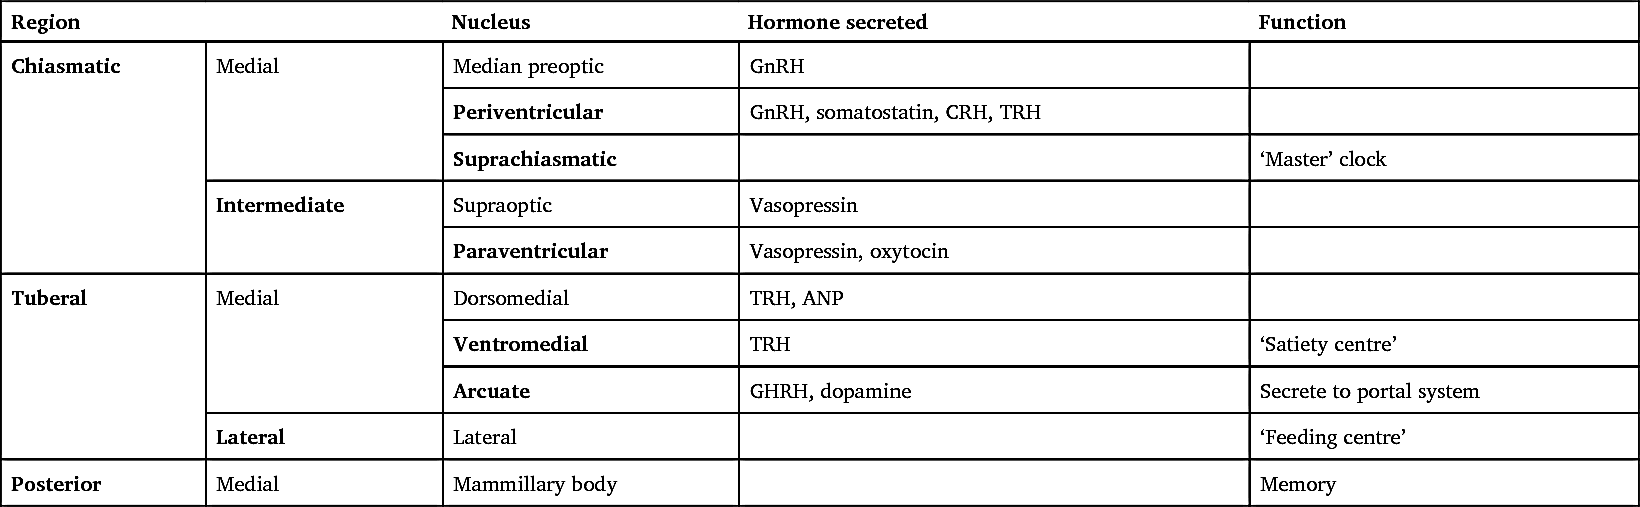 Region Nucleus Hormone secreted Function
Chiasmatic Medial Median preoptic GnRH
Periventricular GnRH, somatostatin, CRH, TRH
Suprachiasmatic ‘Master’ clock
Intermediate Supraoptic Vasopressin
Paraventricular Vasopressin, oxytocin
Tuberal Medial Dorsomedial TRH, ANP
Ventromedial TRH ‘Satiety centre’
Arcuate GHRH, dopamine Secrete to portal system
Lateral Lateral ‘Feeding centre’
Posterior Medial Mammillary body Memory